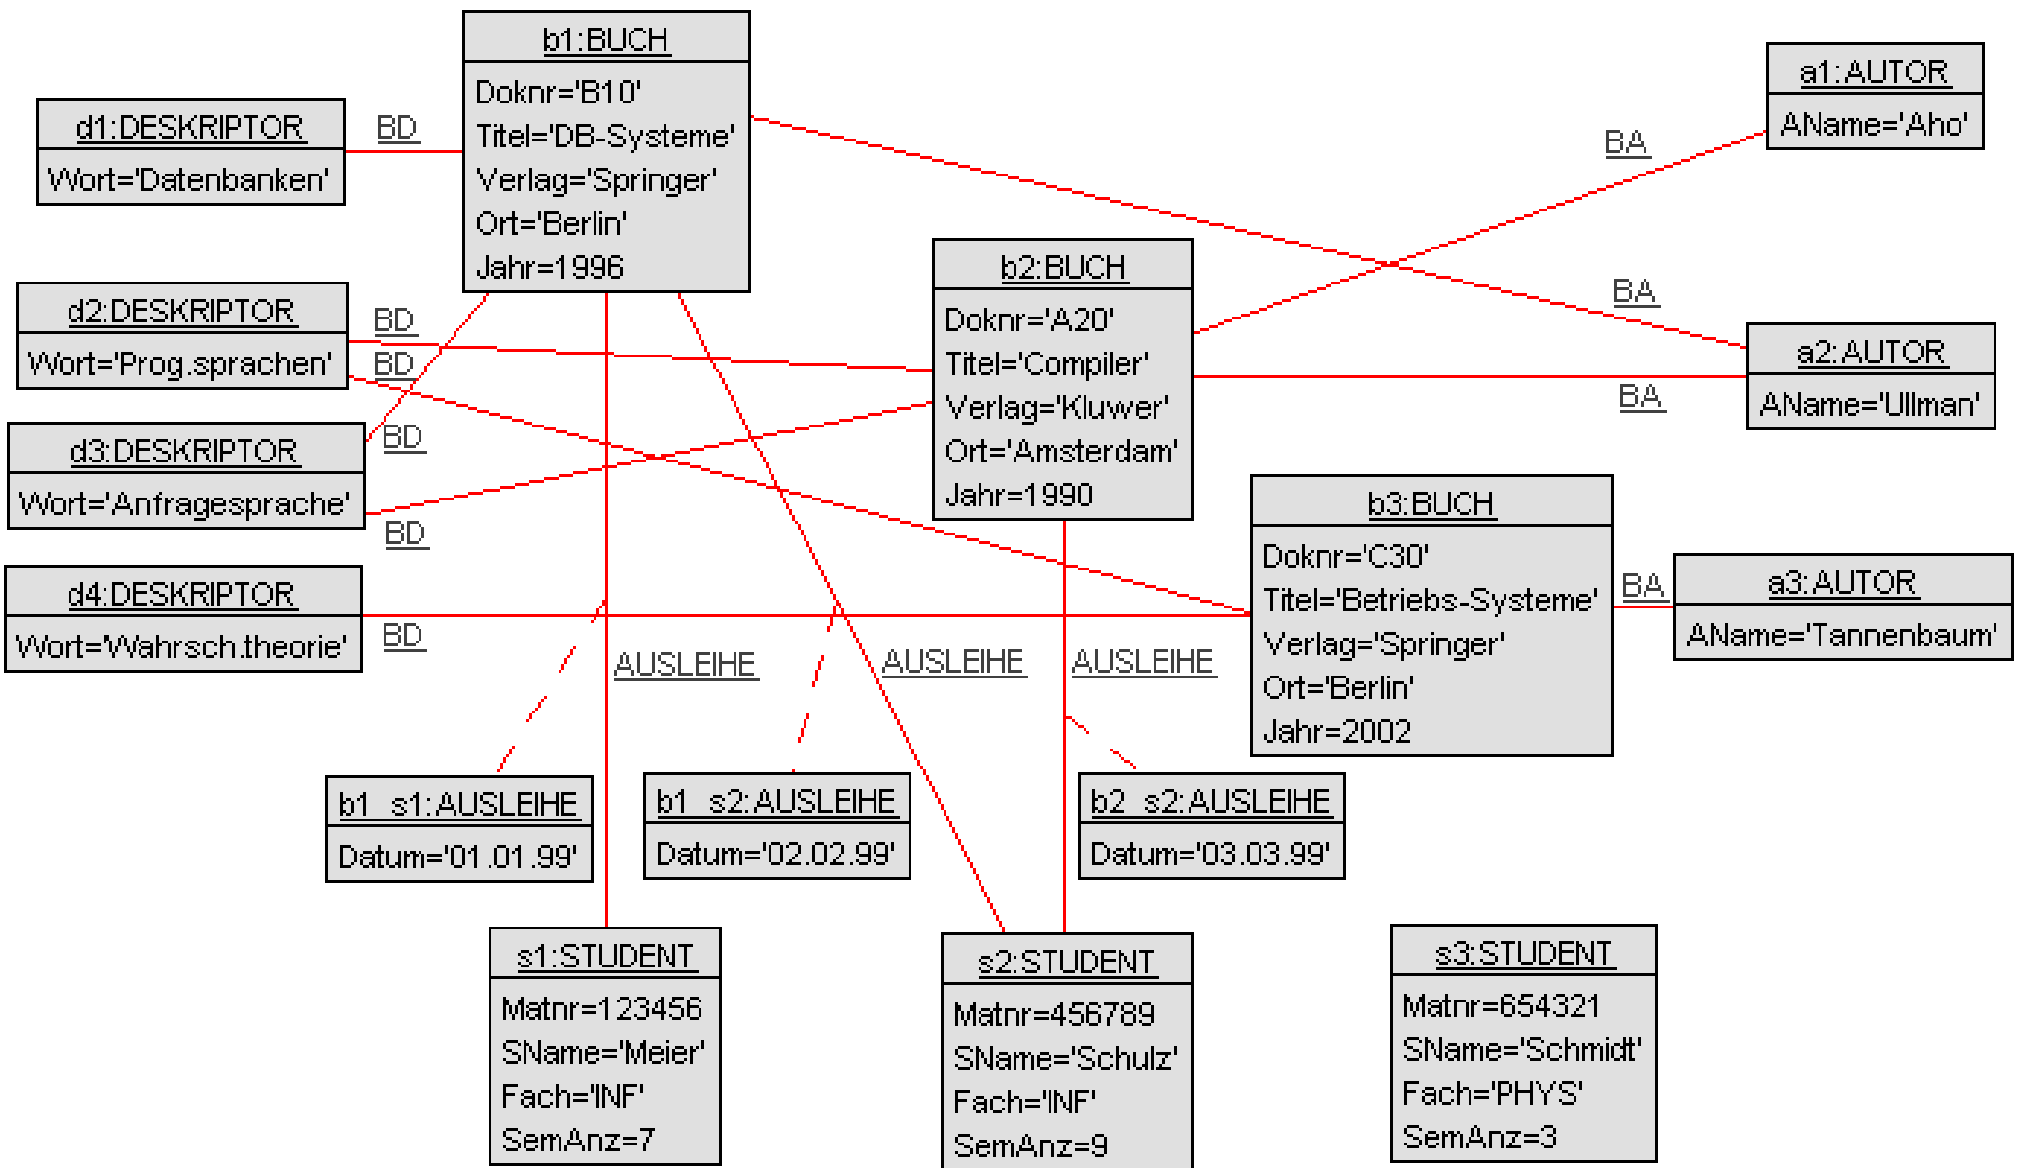 b1:BUCH
Doknr='B10'
Titel='DB-Systeme'
Verlag='Springer'
Ort='Berlin'
Jahr=1996
a1:AUTOR
AName='Aho'
d1:DESKRIPTOR
Wort='Datenbanken'
BD
BA
b2:BUCH
Doknr='A20'
Titel='Compiler'
Verlag='Kluwer'
Ort='Amsterdam'
Jahr=1990
d2:DESKRIPTOR
Wort='Prog.sprachen'
BD
BD
BA
a2:AUTOR
AName='Ullman'
BA
d3:DESKRIPTOR
Wort='Anfragesprache'
BD
BD
b3:BUCH
Doknr='C30'
Titel='Betriebs-Systeme'
Verlag='Springer'
Ort='Berlin'
Jahr=2002
BA
a3:AUTOR
AName='Tannenbaum'
d4:DESKRIPTOR
Wort='Wahrsch.theorie'
BD
AUSLEIHE
AUSLEIHE
AUSLEIHE
b1_s1:AUSLEIHE
Datum='01.01.99'
b1_s2:AUSLEIHE
Datum='02.02.99'
b2_s2:AUSLEIHE
Datum='03.03.99'
s1:STUDENT
Matnr=123456
SName='Meier'
Fach='INF'
SemAnz=7
s2:STUDENT
Matnr=456789
SName='Schulz'
Fach='INF'
SemAnz=9
s3:STUDENT
Matnr=654321
SName='Schmidt'
Fach='PHYS'
SemAnz=3